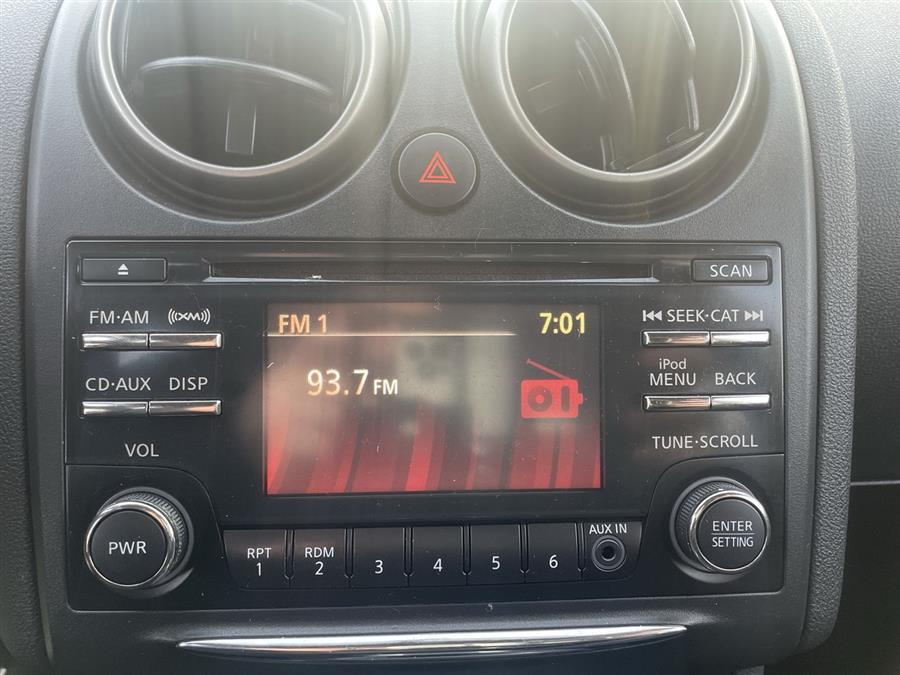 SCAN
FM·AM
((XM))
SEEK·CAT
FM 1
7:01
93.7 FM
CD·AUX
DISP
iPod
MENU
BACK
VOL
TUNE·SCROLL
PWR
RPT
1
RDM
2
3
4
5
6
AUX IN
ENTER
SETTING